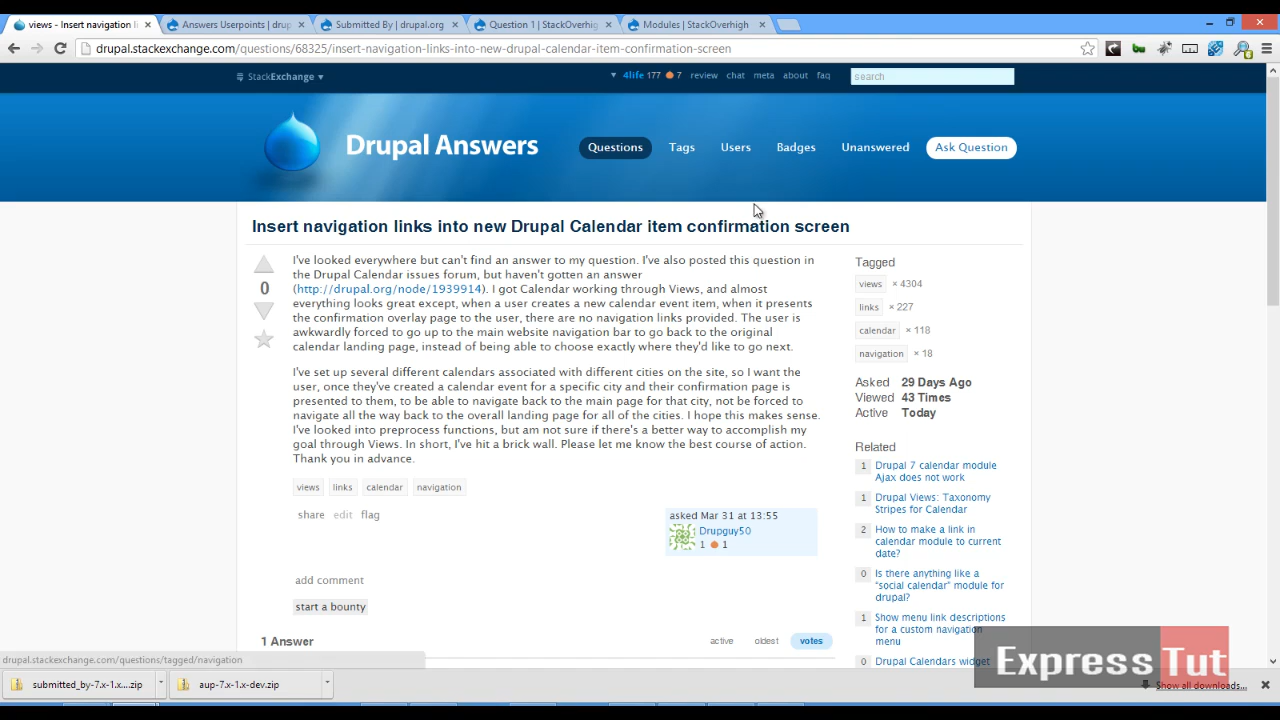 views - Insert navigation li
Answers Userpoints | drup
Submitted By | drupal.org
Question 1 | StackOverhig
Modules | StackOverhigh
drupal.stackexchange.com/questions/68325/insert-navigation-links-into-new-drupal-calendar-item-confirmation-screen
StackExchange
4life 177 7 review chat meta about faq
search
Drupal Answers
Questions Tags Users Badges Unanswered Ask Question
Insert navigation links into new Drupal Calendar item confirmation screen
0
I've looked everywhere but can't find an answer to my question. I've also posted this question in
the Drupal Calendar issues forum, but haven't gotten an answer
(http://drupal.org/node/1939914). I got Calendar working through Views, and almost
everything looks great except, when a user creates a new calendar event item, when it presents
the confirmation overlay page to the user, there are no navigation links provided. The user is
awkwardly forced to go up to the main website navigation bar to go back to the original
calendar landing page, instead of being able to choose exactly where they'd like to go next.
I've set up several different calendars associated with different cities on the site, so I want the
user, once they've created a calendar event for a specific city and their confirmation page is
presented to them, to be able to navigate back to the main page for that city, not be forced to
navigate all the way back to the overall landing page for all of the cities. I hope this makes sense.
I've looked into preprocess functions, but am not sure if there's a better way to accomplish my
goal through Views. In short, I've hit a brick wall. Please let me know the best course of action.
Thank you in advance.
views links calendar navigation
share edit flag
asked Mar 31 at 13:55
Drupguy50
1 1
add comment
start a bounty
1 Answer
active oldest votes
Tagged
views × 4304
links × 227
calendar × 118
navigation × 18
Asked 29 Days Ago
Viewed 43 Times
Active Today
Related
1 Drupal 7 calendar module
Ajax does not work
1 Drupal Views: Taxonomy
Stripes for Calendar
2 How to make a link in
calendar module to current
date?
0 Is there anything like a
"social calendar" module for
drupal?
1 Show menu link descriptions
for a custom navigation
menu
0 Drupal Calendars widget
drupal.stackexchange.com/questions/tagged/navigation
submitted_by-7.x-1.x....zip
aup-7.x-1.x-dev.zip
Show all downloads...
Express Tut